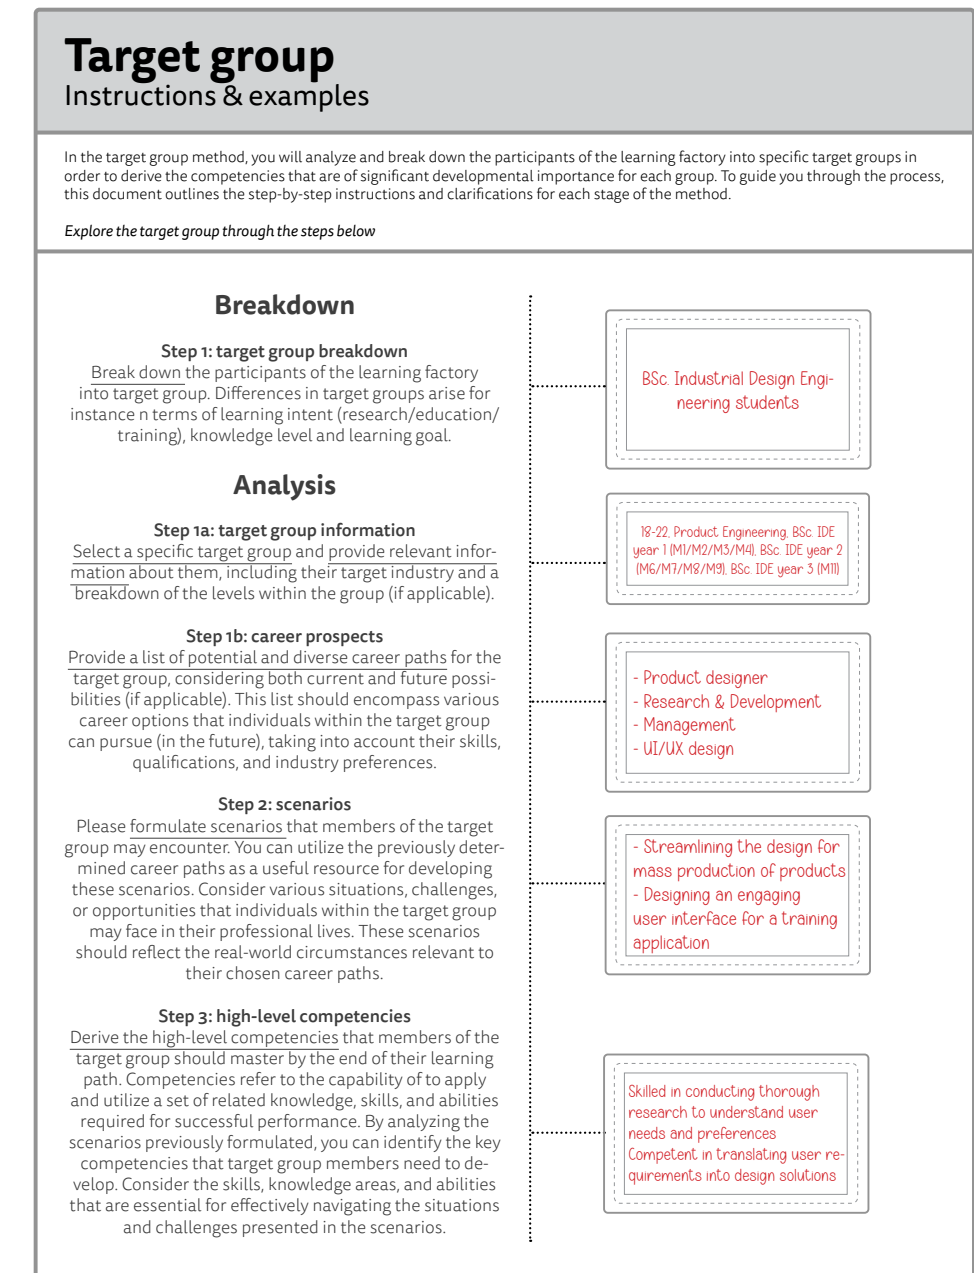 Target group
Instructions & examples
In the target group method, you will analyze and break down the participants of the learning factory into specific target groups in
order to derive the competencies that are of significant developmental importance for each group. To guide you through the process,
this document outlines the step-by-step instructions and clarifications for each stage of the method.
Explore the target group through the steps below
Breakdown
Step 1: target group breakdown
Break down the participants of the learning factory
into target group. Differences in target groups arise for
instance n terms of learning intent (research/education/
training), knowledge level and learning goal.
BSc. Industrial Design Engi-
neering students
Analysis
Step 1a: target group information
Select a specific target group and provide relevant infor-
mation about them, including their target industry and a
breakdown of the levels within the group (if applicable).
18-22, Product Engineering, BSc. IDE
year 1 (M1/M2/M3/M4), BSc. IDE year 2
(M6/M7/M8/M9), BSc. IDE year 3 (M11)
Step 1b: career prospects
Provide a list of potential and diverse career paths for the
target group, considering both current and future possi-
bilities (if applicable). This list should encompass various
career options that individuals within the target group
can pursue (in the future), taking into account their skills,
qualifications, and industry preferences.
- Product designer
- Research & Development
- Management
- UI/UX design
Step 2: scenarios
Please formulate scenarios that members of the target
group may encounter. You can utilize the previously deter-
mined career paths as a useful resource for developing
these scenarios. Consider various situations, challenges,
or opportunities that individuals within the target group
may face in their professional lives. These scenarios
should reflect the real-world circumstances relevant to
their chosen career paths.
- Streamlining the design for
mass production of products
- Designing an engaging
user interface for a training
application
Step 3: high-level competencies
Derive the high-level competencies that members of the
target group should master by the end of their learning
path. Competencies refer to the capability of to apply
and utilize a set of related knowledge, skills, and abilities
required for successful performance. By analyzing the
scenarios previously formulated, you can identify the key
competencies that target group members need to de-
velop. Consider the skills, knowledge areas, and abilities
that are essential for effectively navigating the situations
and challenges presented in the scenarios.
Skilled in conducting thorough
research to understand user
needs and preferences
Competent in translating user re-
quirements into design solutions